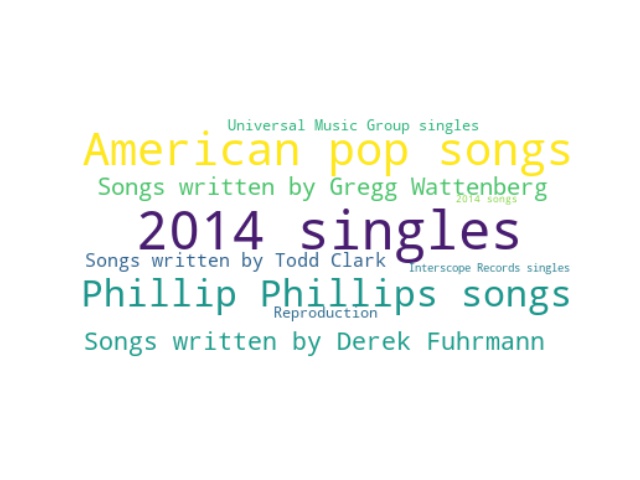 Universal Music Group singles
American pop songs
Songs written by Gregg Wattenberg
2014 songs
2014 singles
Songs written by Todd Clark
Interscope Records singles
Phillip Phillips songs
Reproduction
Songs written by Derek Fuhrmann